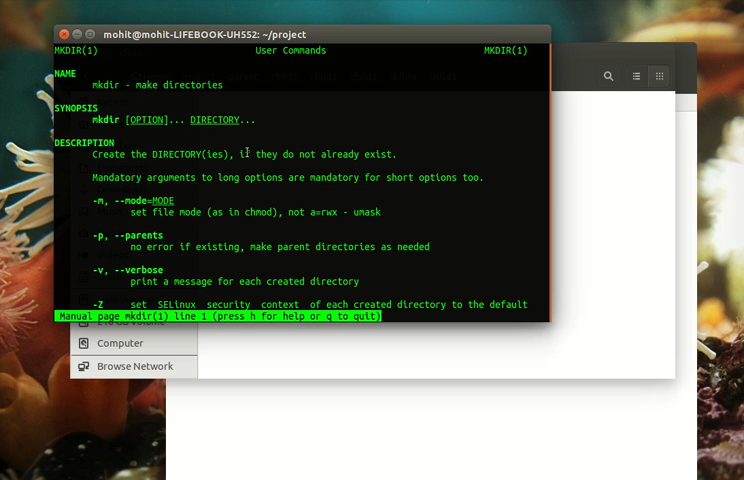 mohit@mohit-LIFEBOOK-UH552: ~/project
MKDIR(1) User Commands MKDIR(1)
NAME
mkdir - make directories
SYNOPSIS
mkdir [OPTION]... DIRECTORY...
DESCRIPTION
Create the DIRECTORY(ies), if they do not already exist.
Mandatory arguments to long options are mandatory for short options too.
-m, --mode=MODE
set file mode (as in chmod), not a=rwx - umask
-p, --parents
no error if existing, make parent directories as needed
-v, --verbose
print a message for each created directory
-Z set SELinux security context of each created directory to the default
Manual page mkdir(1) line 1 (press h for help or q to quit)
Computer
Browse Network